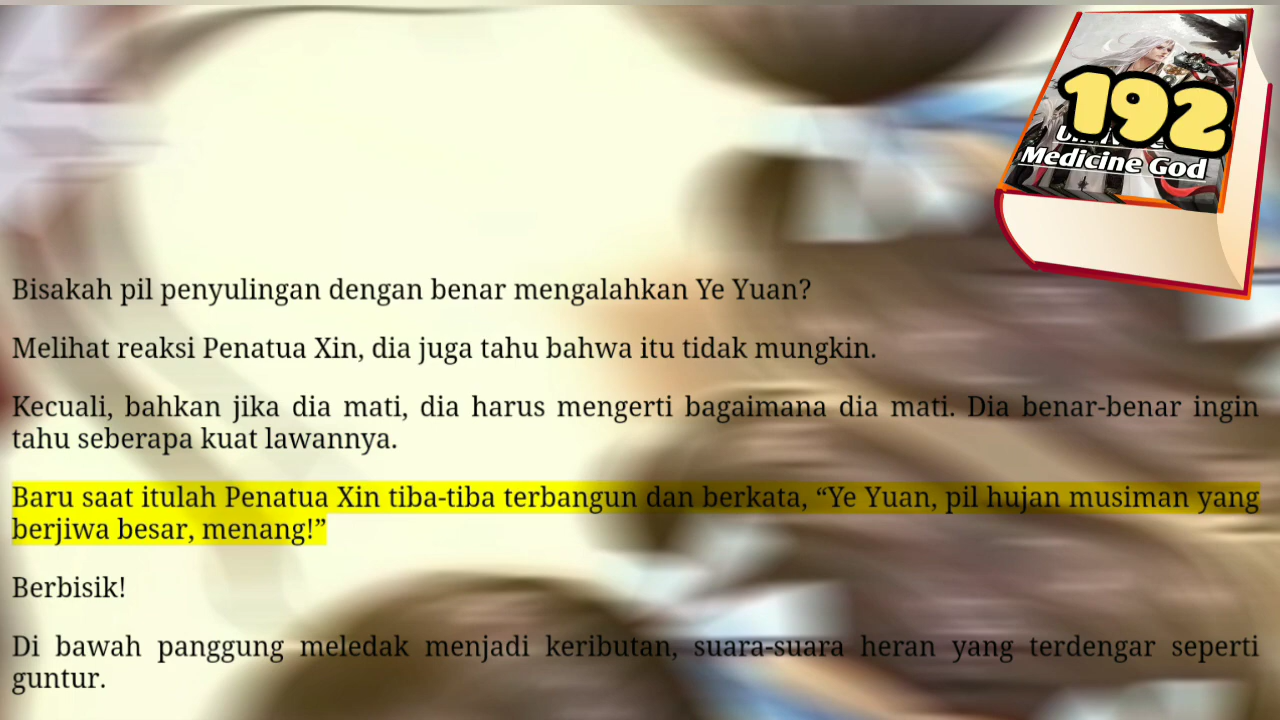 192
Medicine God
Bisakah pil penyulingan dengan benar mengalahkan Ye Yuan?
Melihat reaksi Penatua Xin, dia juga tahu bahwa itu tidak mungkin.
Kecuali, bahkan jika dia mati, dia harus mengerti bagaimana dia mati. Dia benar-benar ingin
tahu seberapa kuat lawannya.
Baru saat itulah Penatua Xin tiba-tiba terbangun dan berkata, “Ye Yuan, pil hujan musiman yang
berjiwa besar, menang!”
Berbisik!
Di bawah panggung meledak menjadi keributan, suara-suara heran yang terdengar seperti
guntur.